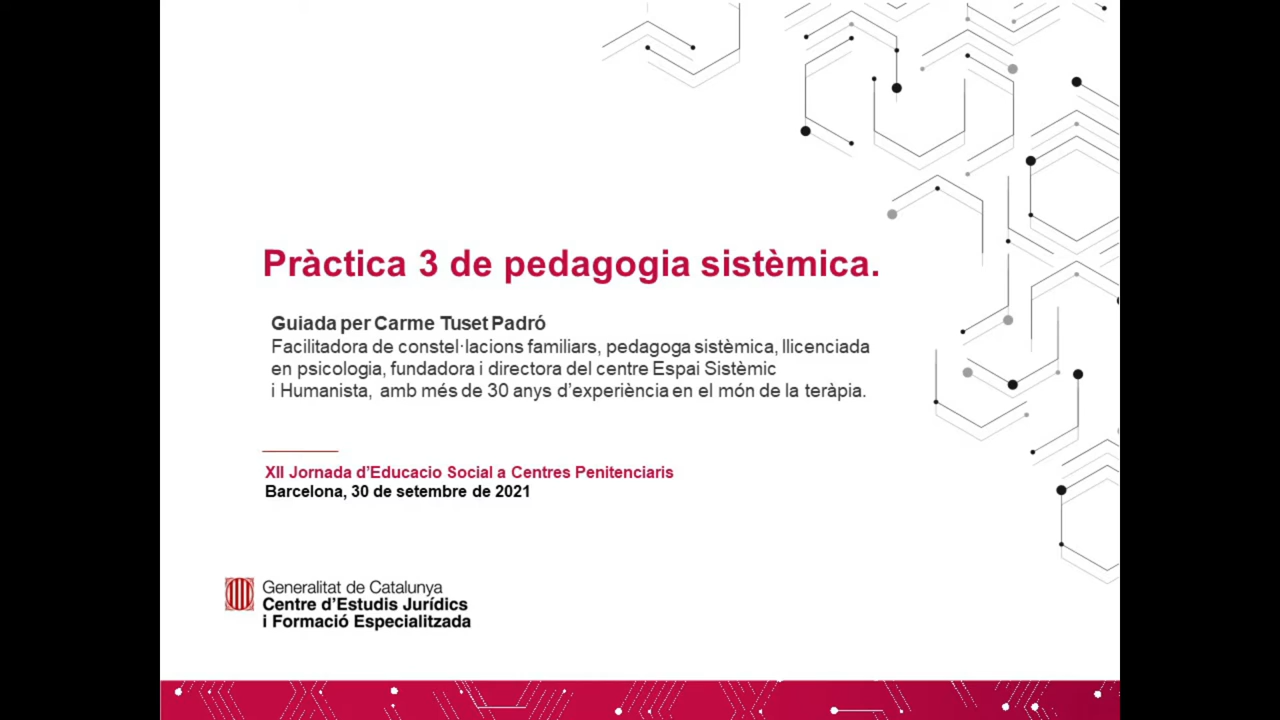 Pràctica 3 de pedagogia sistèmica.
Guiada per Carme Tuset Padró
Facilitadora de constel·lacions familiars, pedagoga sistèmica, llicenciada
en psicologia, fundadora i directora del centre Espai Sistèmic
i Humanista, amb més de 30 anys d'experiència en el món de la teràpia.
XII Jornada d'Educacio Social a Centres Penitenciaris
Barcelona, 30 de setembre de 2021
Generalitat de Catalunya
Centre d'Estudis Jurídics
i Formació Especialitzada